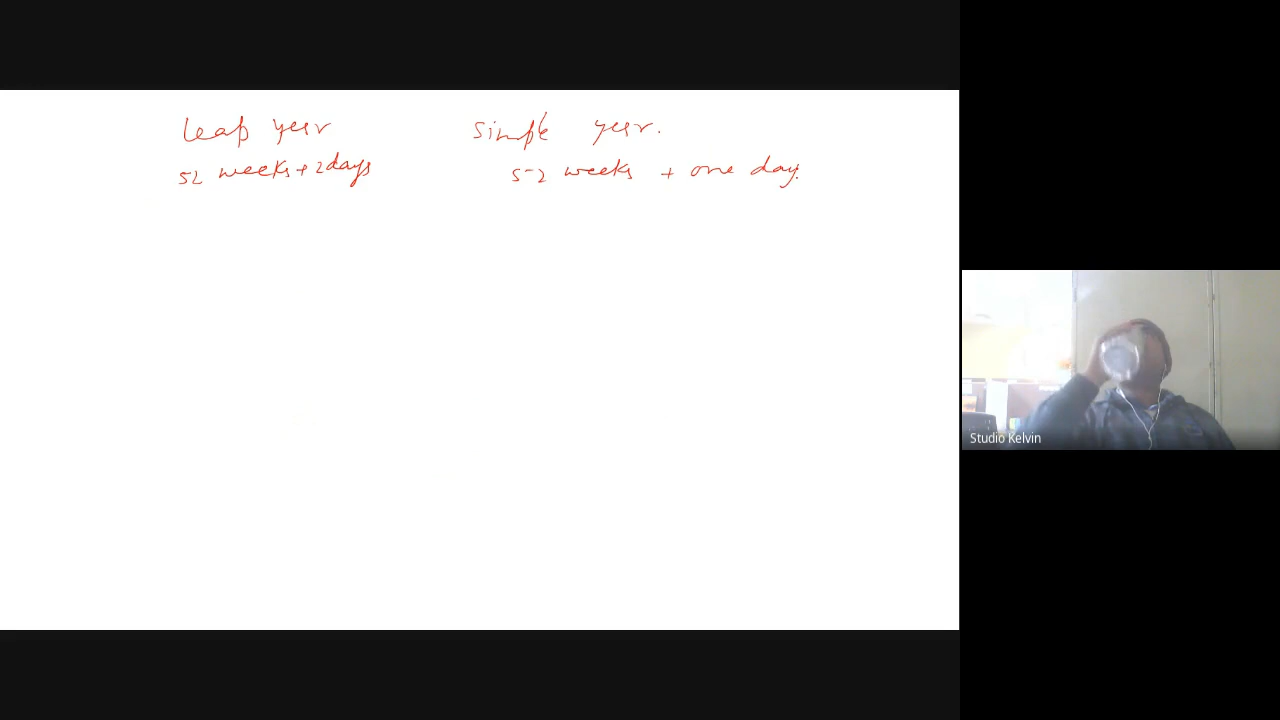 leap year simple year.
52 weeks + 2 days 52 weeks + one day.
Studio Kelvin